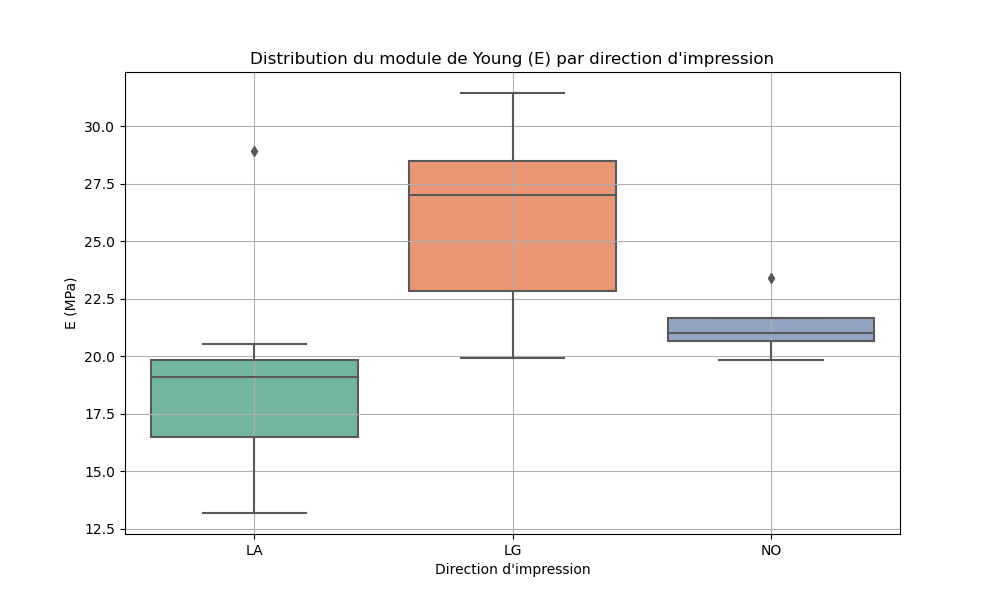 Distribution du module de Young (E) par direction d'impression
E (MPa)
30.0
27.5
25.0
22.5
20.0
17.5
15.0
12.5
LA LG NO
Direction d'impression